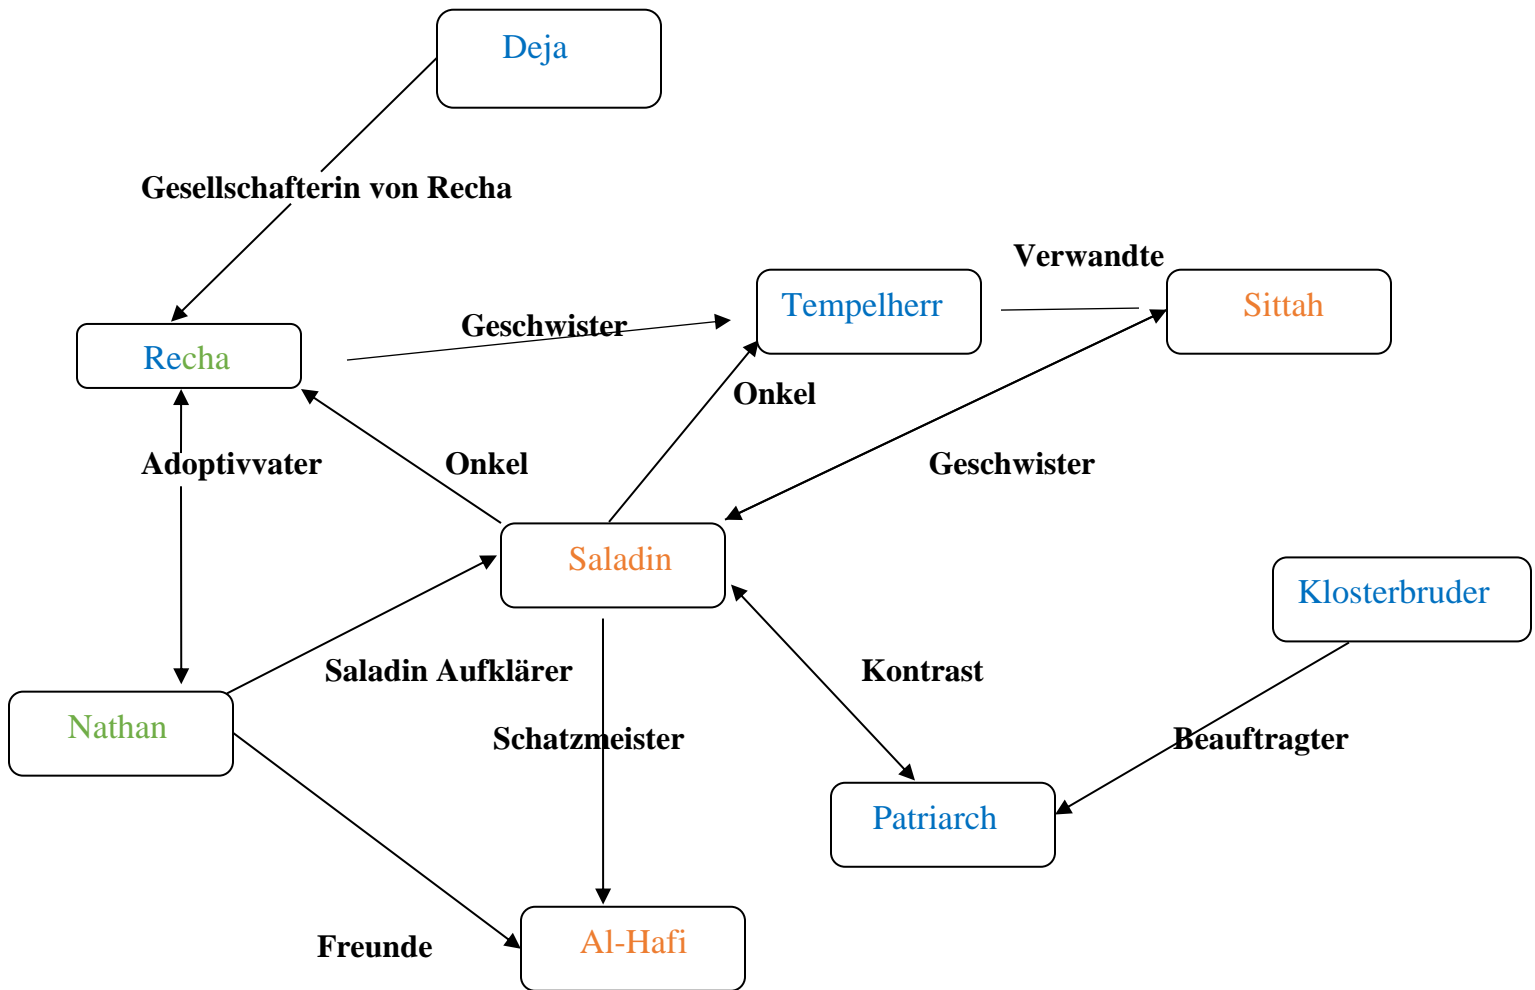 Deja
Gesellschafterin von Recha
Verwandte
Tempelherr
Sittah
Geschwister
Recha
Onkel
Adoptivvater
Onkel
Geschwister
Saladin
Klosterbruder
Saladin Aufklärer
Kontrast
Nathan
Schatzmeister
Beauftragter
Patriarch
Freunde
Al-Hafi